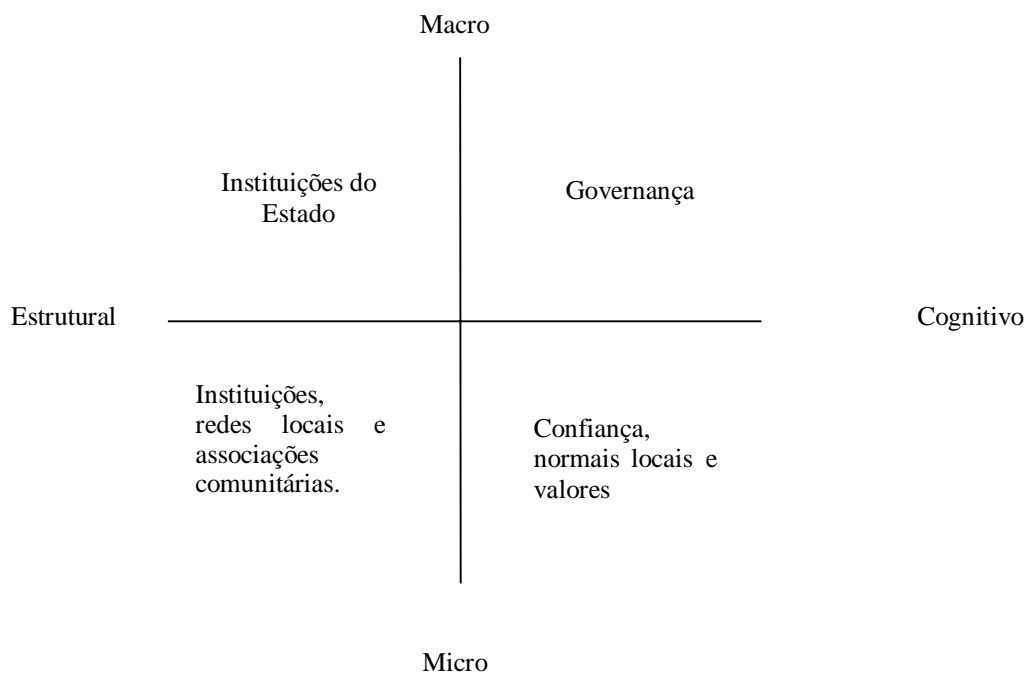 Macro
Instituições do
Estado
Governança
Estrutural
Cognitivo
Instituições,
redes locais e
associações
comunitárias.
Confiança,
normais locais e
valores
Micro